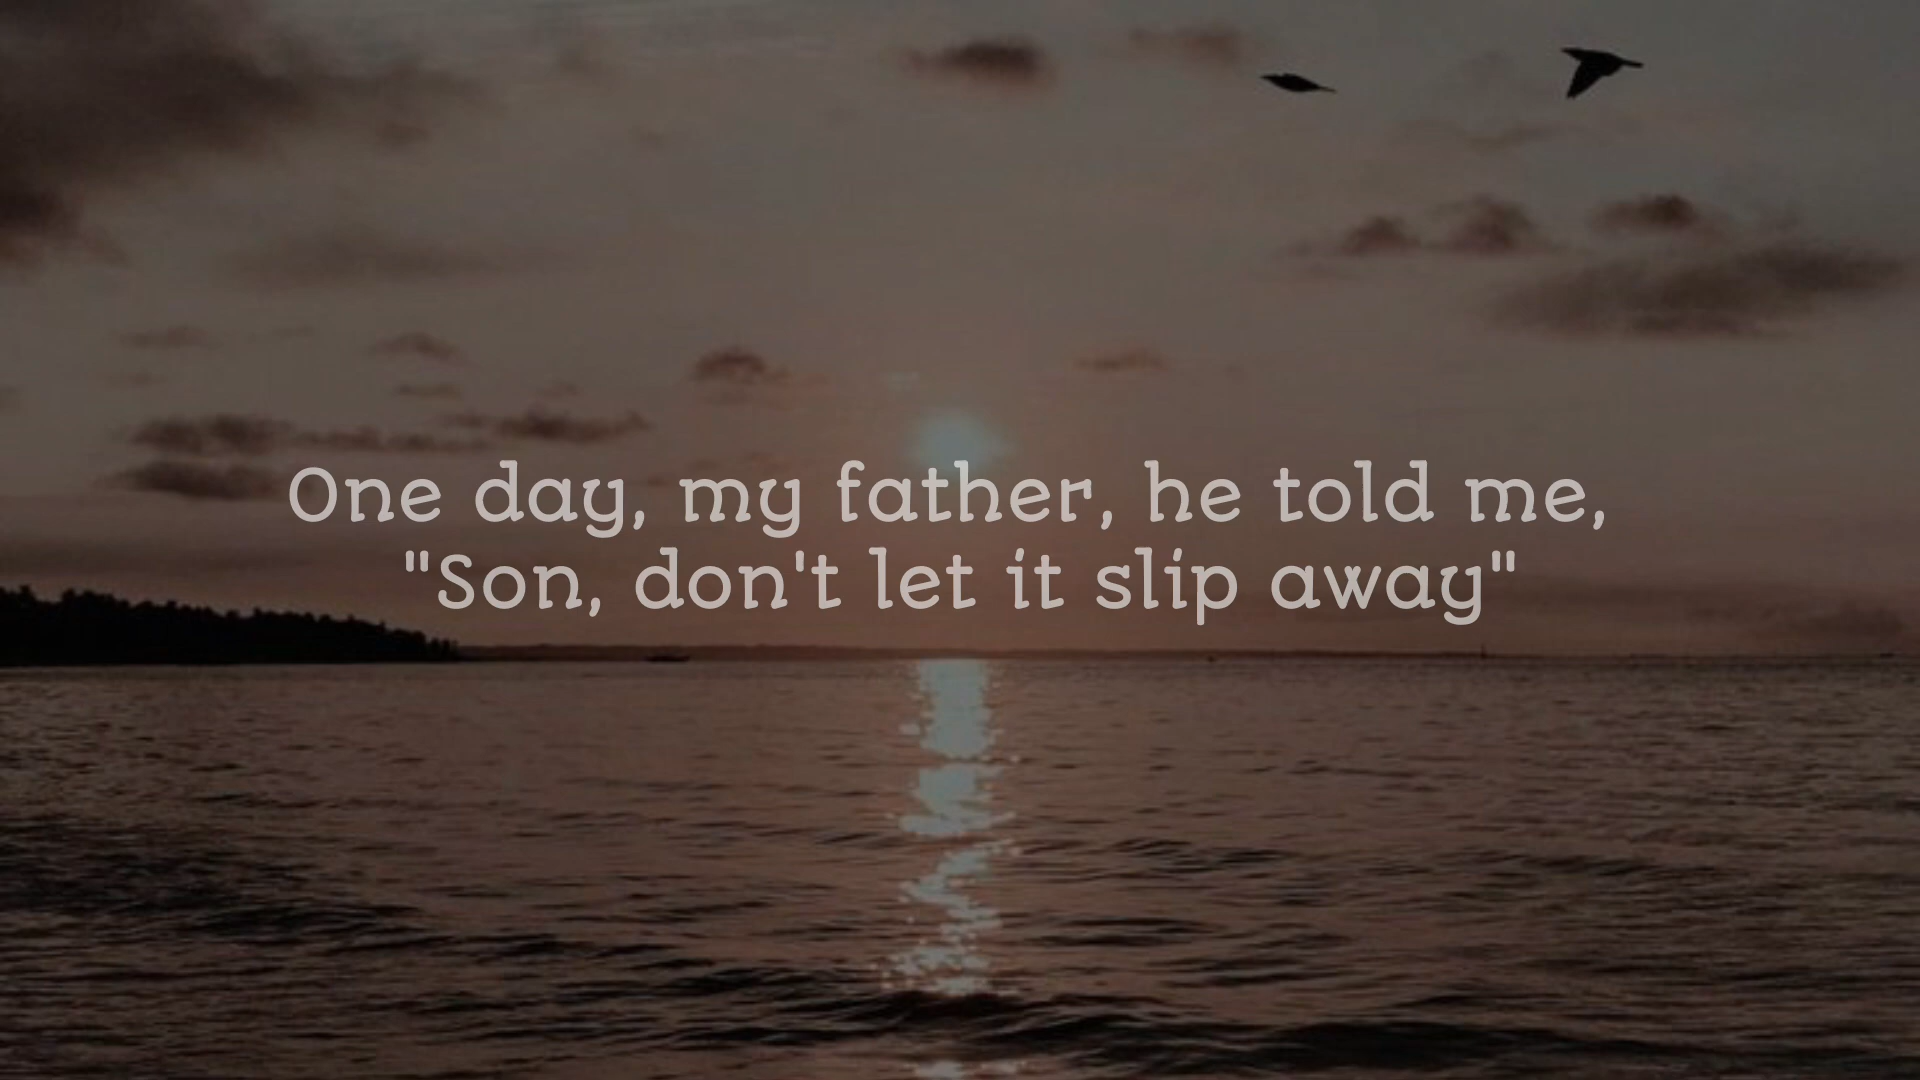 One day, my father, he told me,
"Son, don't let it slip away"